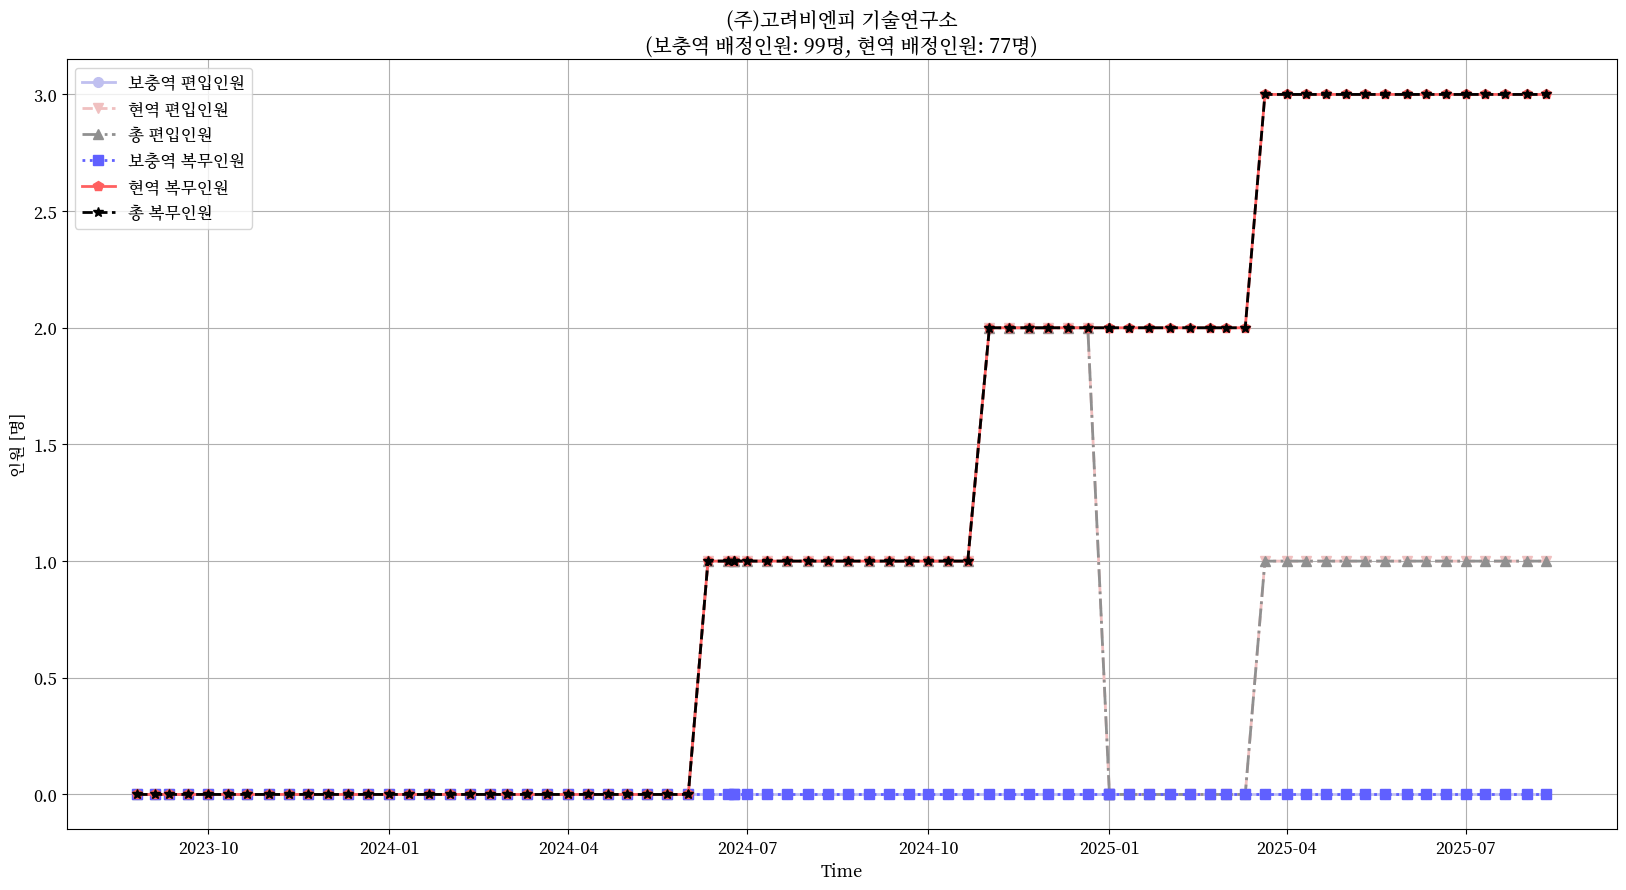 (주)고려비엔피 기술연구소
(보충역 배정인원: 99명, 현역 배정인원: 77명)
보충역 편입인원
현역 편입인원
총 편입인원
보충역 복무인원
현역 복무인원
총 복무인원
3.0
2.5
2.0
1.5
1.0
0.5
0.0
인원 [명]
2023-10
2024-01
2024-04
2024-07
2024-10
2025-01
2025-04
2025-07
Time